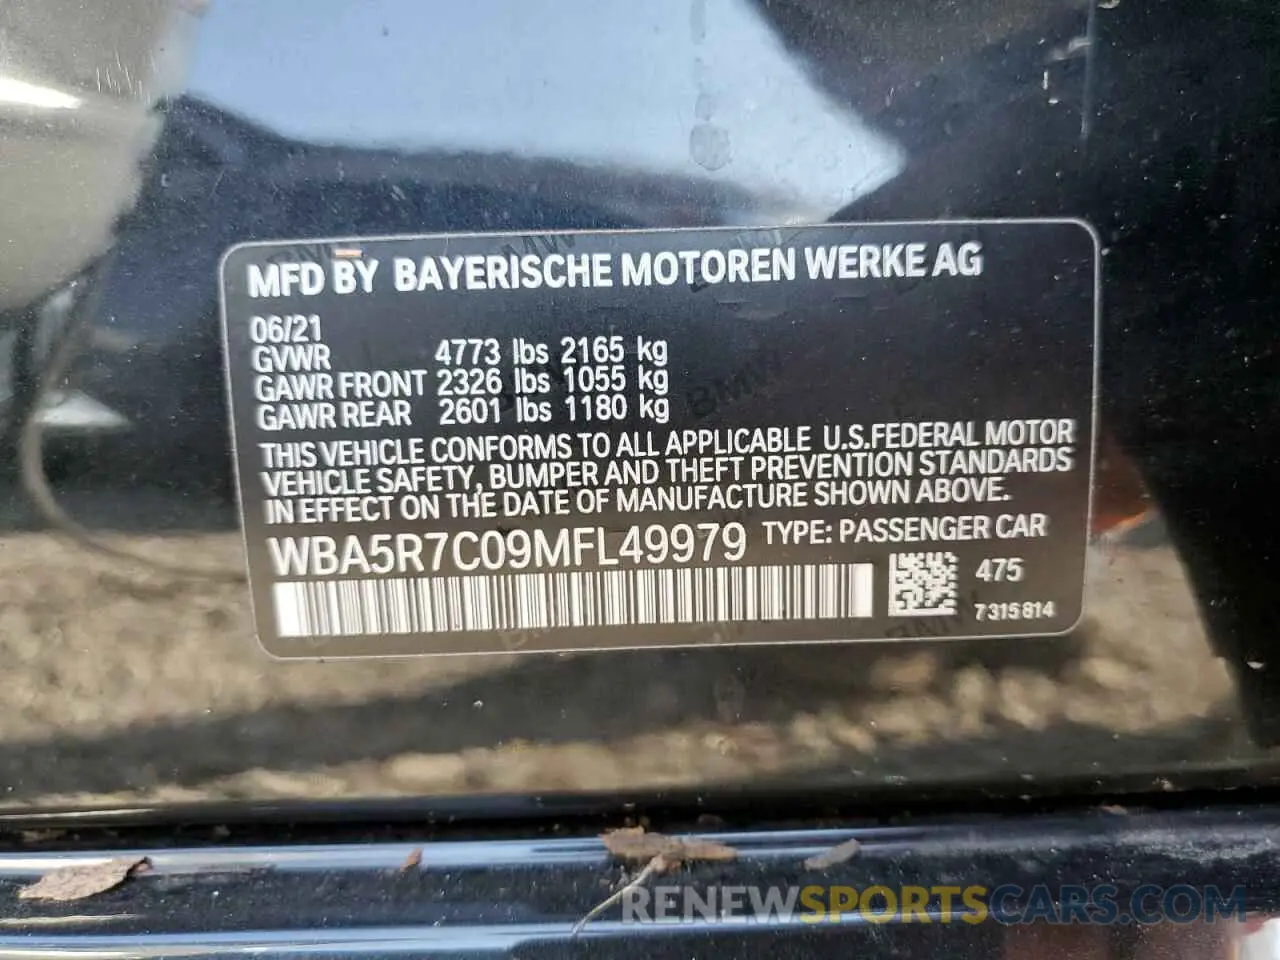 MFD BY BAYERISCHE MOTOREN WERKE AG
06/21
GVWR 4773 lbs 2165 kg
GAWR FRONT 2326 lbs 1055 kg
GAWR REAR 2601 lbs 1180 kg
THIS VEHICLE CONFORMS TO ALL APPLICABLE U.S.FEDERAL MOTOR
VEHICLE SAFETY, BUMPER AND THEFT PREVENTION STANDARDS
IN EFFECT ON THE DATE OF MANUFACTURE SHOWN ABOVE.
WBA5R7C09MFL49979 TYPE: PASSENGER CAR
475
7315814
RENEWSPORTSCARS.COM